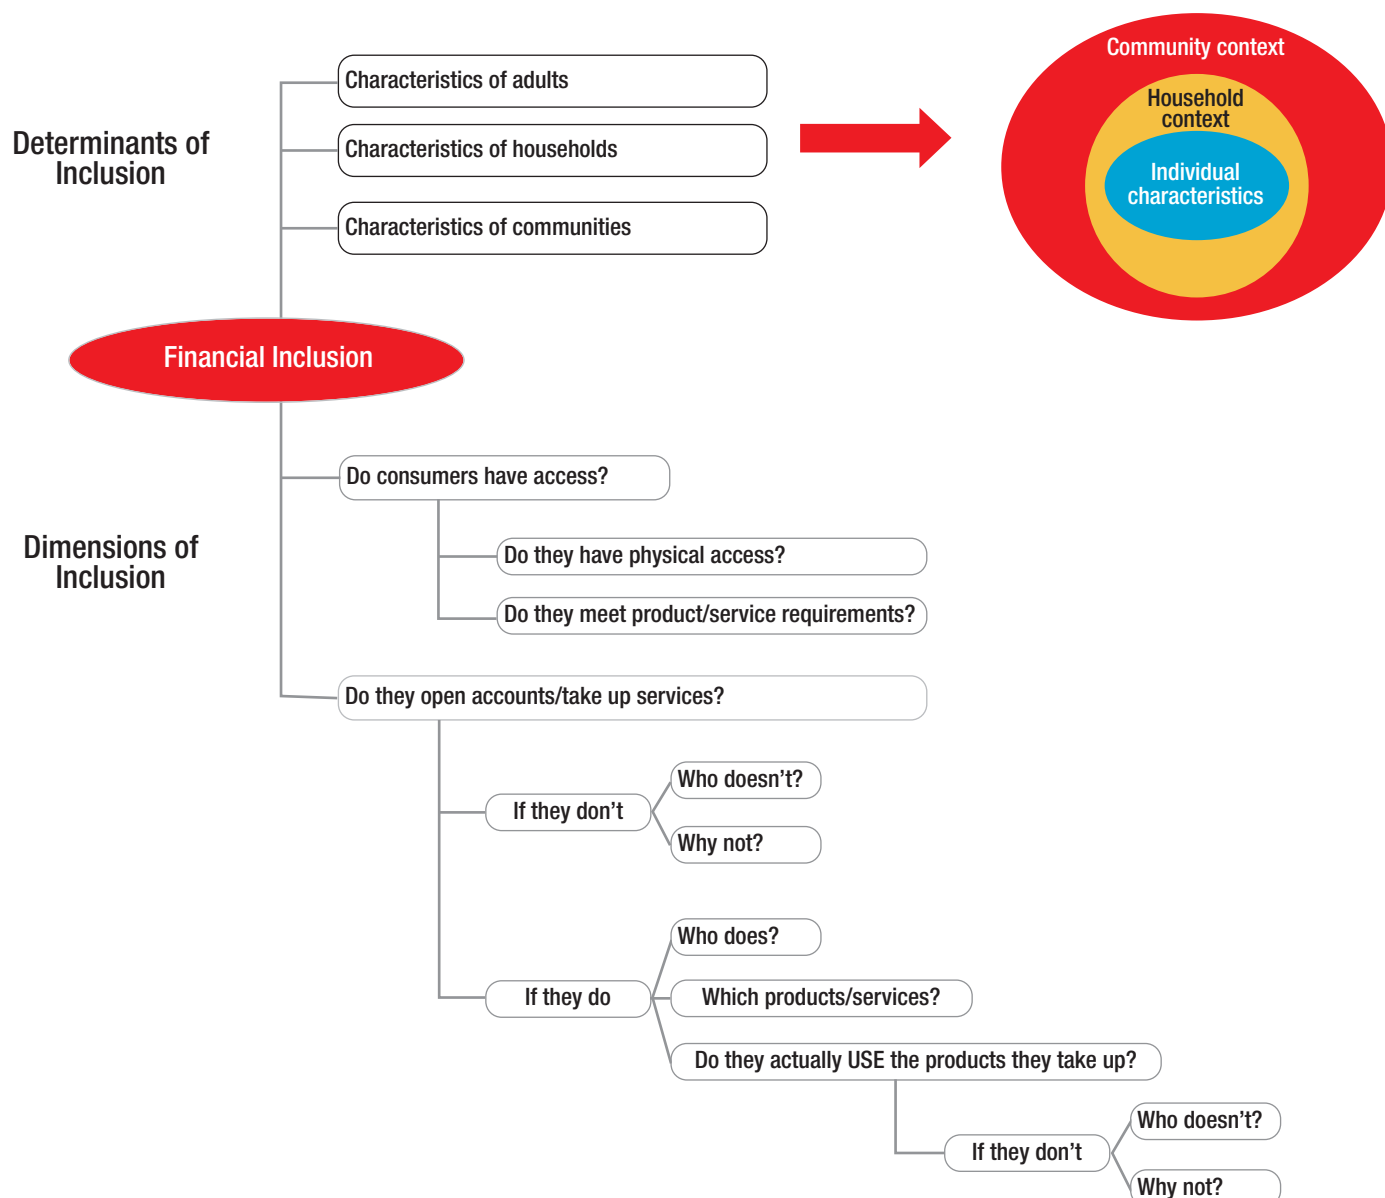 Community context
Characteristics of adults
Household
context
Determinants of
Inclusion
Characteristics of households
Individual
characteristics
Characteristics of communities
Financial Inclusion
Do consumers have access?
Dimensions of
Inclusion
Do they have physical access?
Do they meet product/service requirements?
Do they open accounts/take up services?
Who doesn't?
If they don't
Why not?
Who does?
If they do
Which products/services?
Do they actually USE the products they take up?
Who doesn't?
If they don't
Why not?